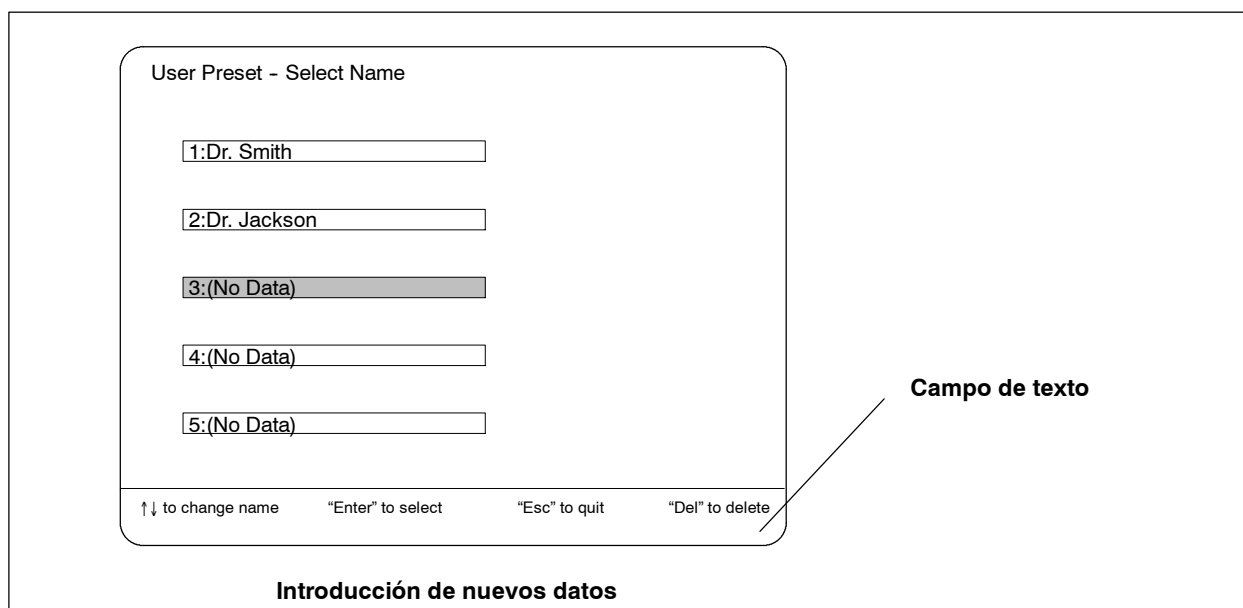 User Preset - Select Name
1:Dr. Smith
2:Dr. Jackson
3:(No Data)
4:(No Data)
5:(No Data)
Campo de texto
↑↓ to change name “Enter” to select “Esc” to quit “Del” to delete
Introducción de nuevos datos